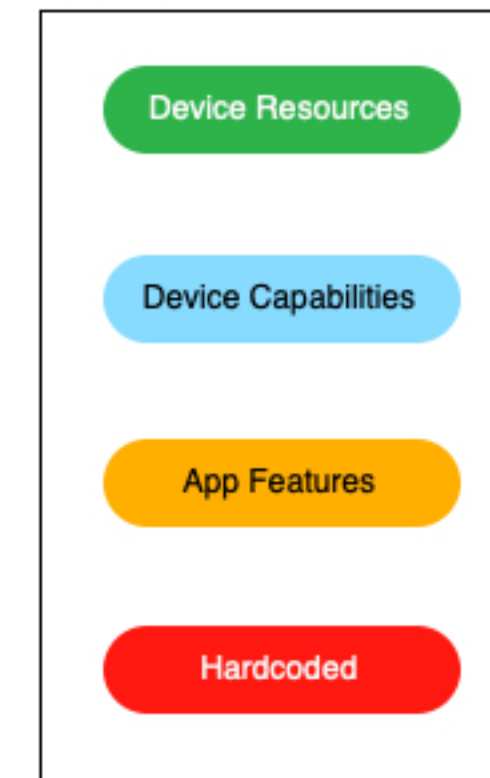 Device Resources
Device Capabilities
App Features
Hardcoded